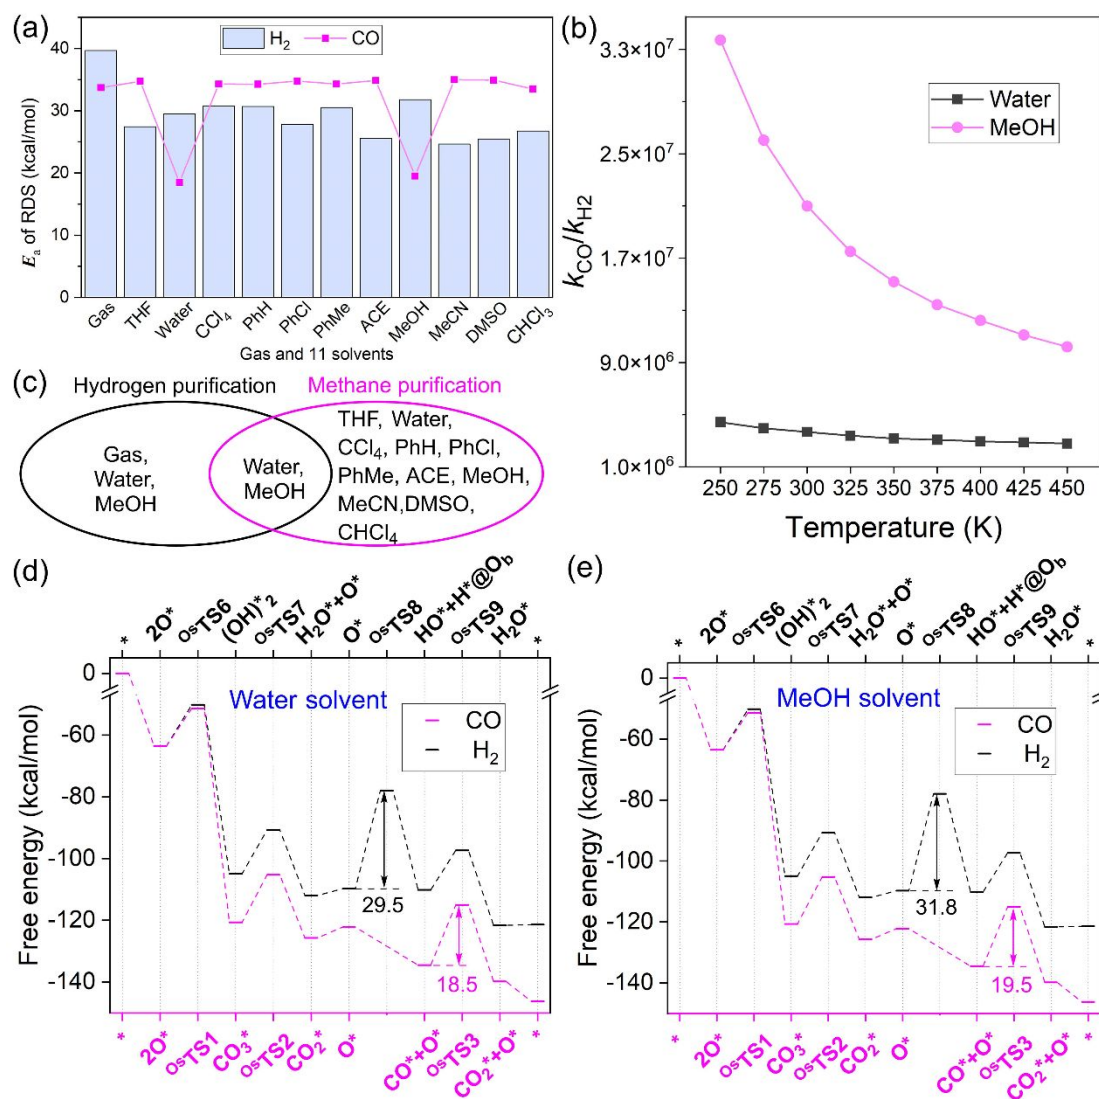 (a)
H2
CO
Ea of RDS (kcal/mol)
40
30
20
10
0
Gas
THF
Water
CCl4
PhH
PhCl
PhMe
ACE
MeOH
MeCN
DMSO
CHCl3
Gas and 11 solvents
(b)
kCO/kH2
3.3×10^7
2.5×10^7
1.7×10^7
9.0×10^6
1.0×10^6
Water
MeOH
250 275 300 325 350 375 400 425 450
Temperature (K)
(c)
Hydrogen purification
Methane purification
Gas,
Water,
MeOH
Water,
MeOH
THF, Water,
CCl4, PhH, PhCl,
PhMe, ACE, MeOH,
MeCN,DMSO,
CHCl4
(d)
*
2O*
OsTS6
(OH)*2
OsTS7
H2O*+O*
O*
OsTS8
HO*+H*@Ob
OsTS9
H2O*
*
Water solvent
CO
H2
Free energy (kcal/mol)
0
-60
-80
-100
-120
-140
29.5
18.5
*
2O*
OsTS1
CO3*
OsTS2
CO2*
O*
CO*+O*
OsTS3
CO2*+O*
*
(e)
*
2O*
OsTS6
(OH)*2
OsTS7
H2O*+O*
O*
OsTS8
HO*+H*@Ob
OsTS9
H2O*
*
MeOH solvent
CO
H2
Free energy (kcal/mol)
0
-60
-80
-100
-120
-140
31.8
19.5
*
2O*
OsTS1
CO3*
OsTS2
CO2*
O*
CO*+O*
OsTS3
CO2*+O*
*